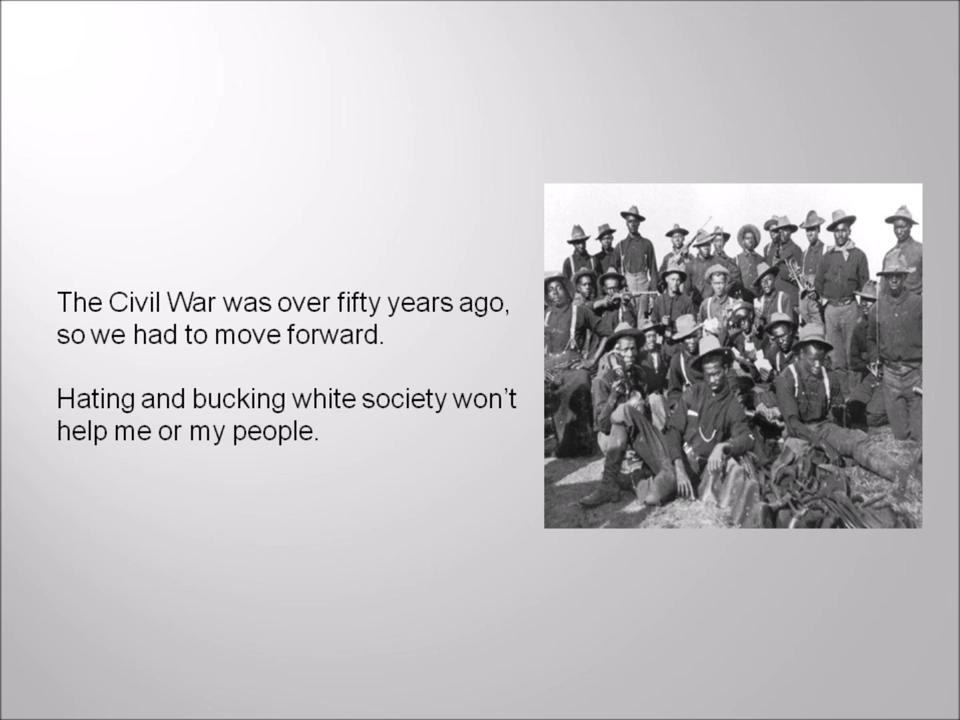 The Civil War was over fifty years ago,
so we had to move forward.
Hating and bucking white society won't
help me or my people.